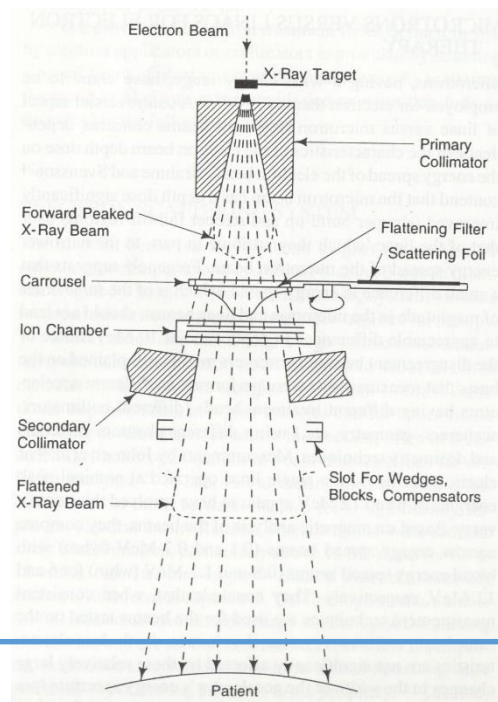 Electron Beam
X-Ray Target
Primary
Collimator
Forward Peaked
X-Ray Beam
Flattening Filter
Scattering Foil
Carrousel
Ion Chamber
Secondary
Collimator
Slot For Wedges,
Blocks, Compensators
Flattened
X-Ray Beam
Patient